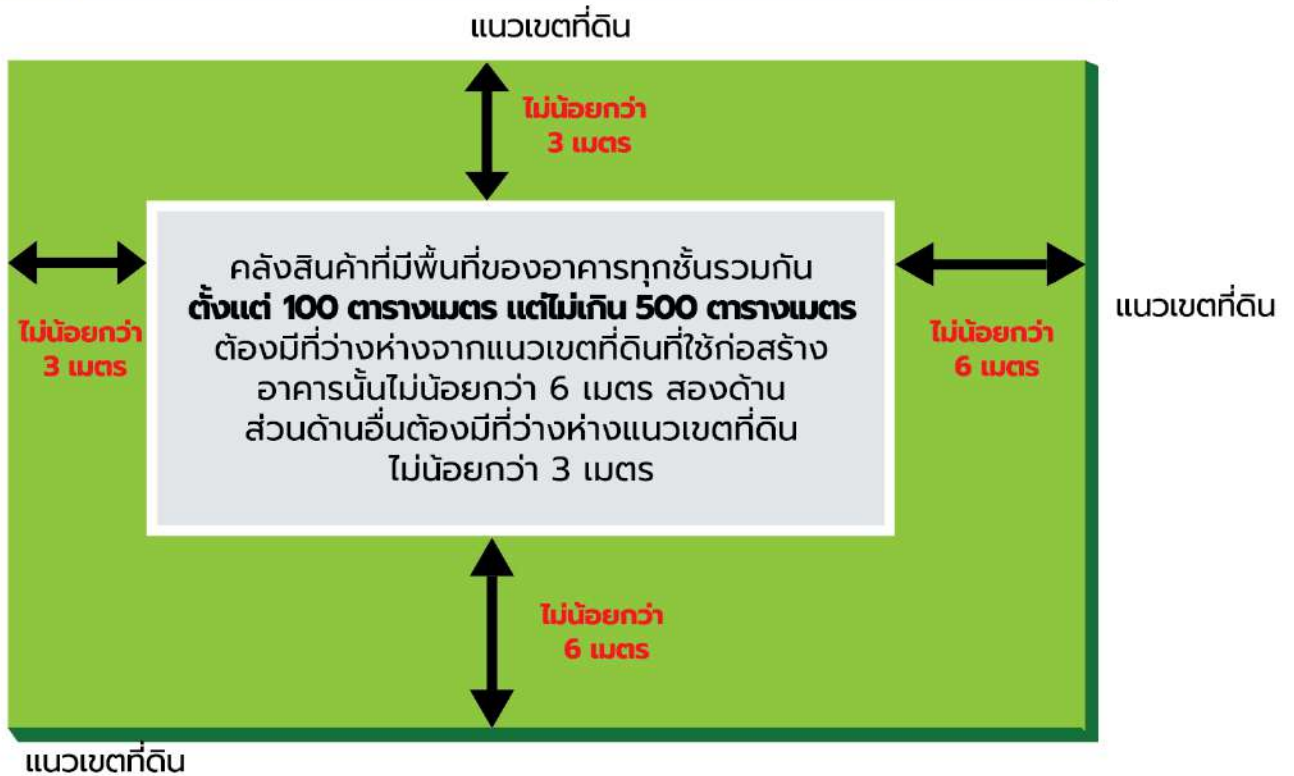 แนวเขตที่ดิน
ไม่น้อยกว่า
3 เมตร
คลังสินค้าที่มีพื้นที่ของอาคารทุกชั้นรวมกัน
ตั้งแต่ 100 ตารางเมตร แต่ไม่เกิน 500 ตารางเมตร
ต้องมีที่ว่างห่างจากแนวเขตที่ดินที่ใช้ก่อสร้าง
อาคารนั้นไม่น้อยกว่า 6 เมตร สองด้าน
ส่วนด้านอื่นต้องมีที่ว่างห่างแนวเขตที่ดิน
ไม่น้อยกว่า 3 เมตร
ไม่น้อยกว่า
3 เมตร
ไม่น้อยกว่า
6 เมตร
แนวเขตที่ดิน
ไม่น้อยกว่า
6 เมตร
แนวเขตที่ดิน